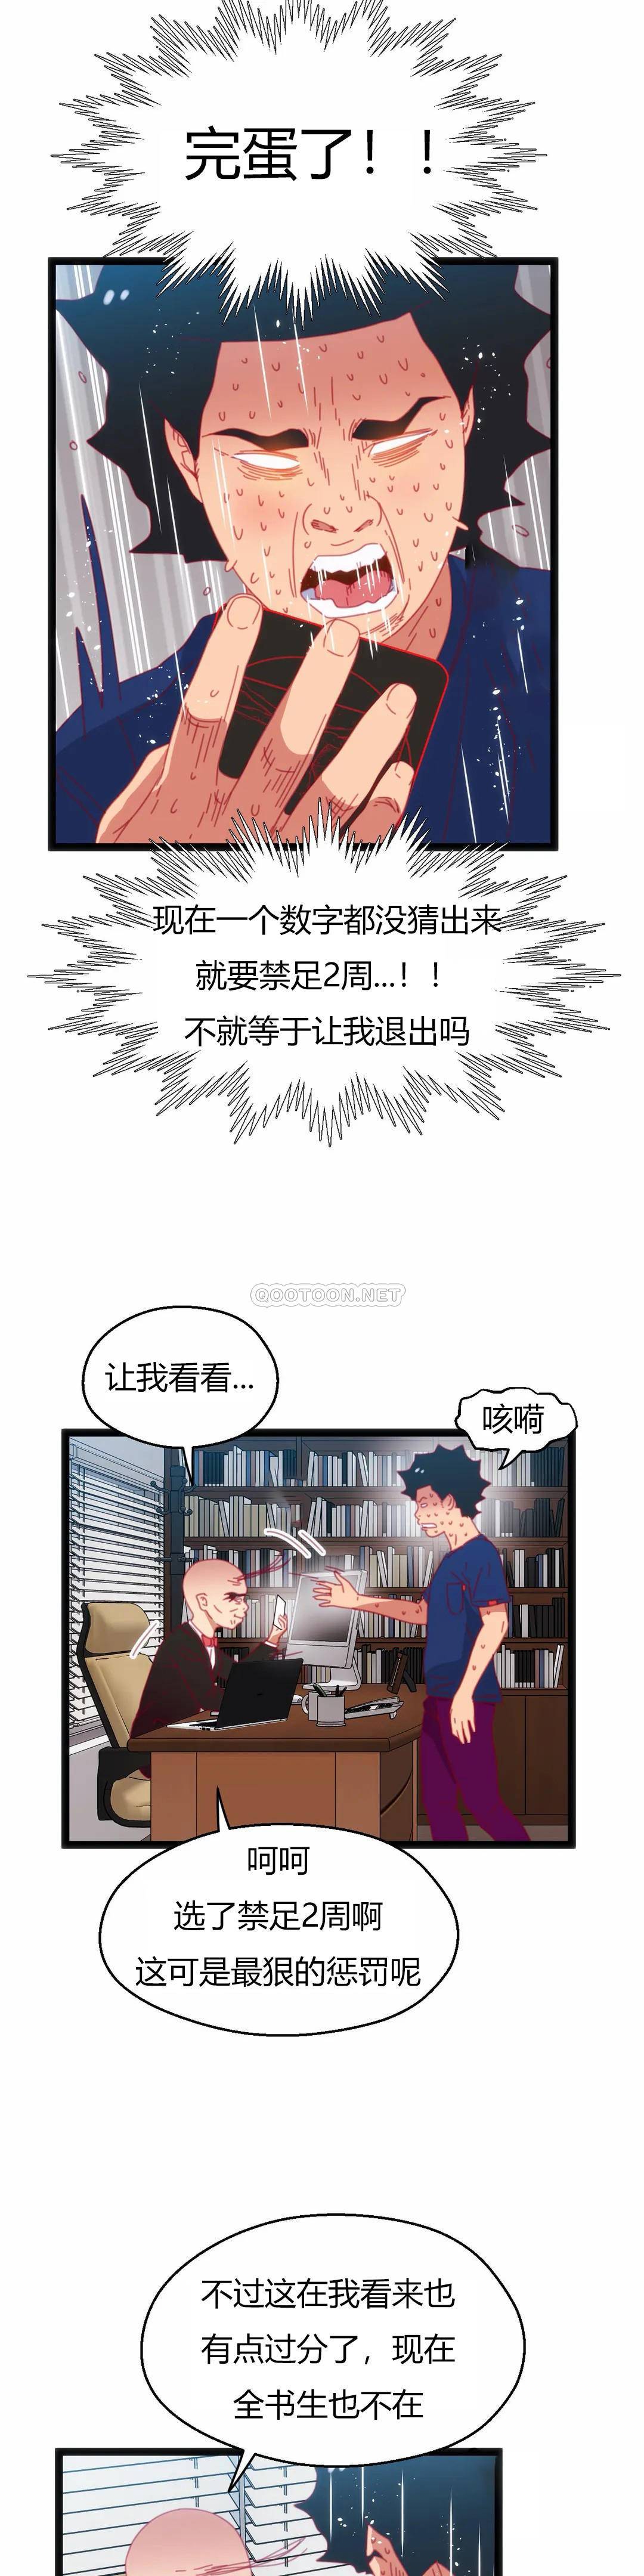 完蛋了！！
现在一个数字都没猜出来
就要禁足2周...！！
不就等于让我退出吗
QOOTOON.NET
让我看看...
咳嗬
呵呵
选了禁足2周啊
这可是最狠的惩罚呢
不过这在我看来也
有点过分了，现在
全书生也不在